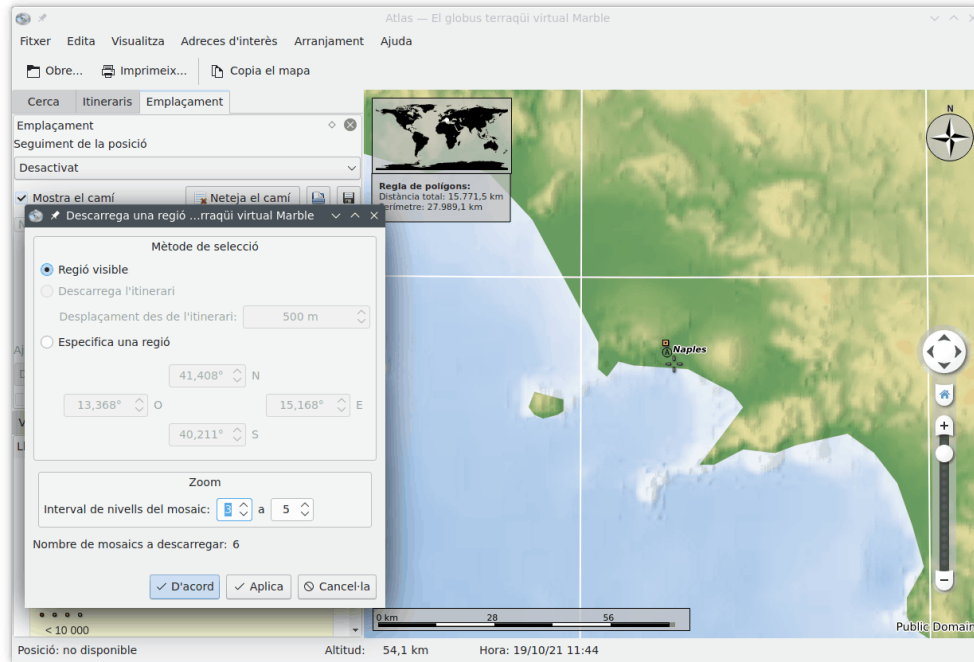 Atlas — El globus terraqüi virtual Marble
Fitxer Edita Visualitza Adreces d'interès Arranjament Ajuda
Obre... Imprimeix... Copia el mapa
Cerca Itineraris Emplaçament
Emplaçament
Seguiment de la posició
Desactivat
Mostra el camí Neteja el camí
Descarrega una regió ...rraqüi virtual Marble
Mètode de selecció
Regió visible
Descarrega l'itinerari
Desplaçament des de l'itinerari: 500 m
Especifica una regió
41,408° N
13,368° O 15,168° E
40,211° S
Zoom
Interval de nivells del mosaic: 3 a 5
Nombre de mosaics a descarregar: 6
D'acord Aplica Cancel·la
< 10 000
Regla de polígons:
Distància total: 15.771,5 km
Perímetre: 27.989,1 km
N
Naples
0 km 28 56
Public Domain
Posició: no disponible Altitud: 54,1 km Hora: 19/10/21 11:44